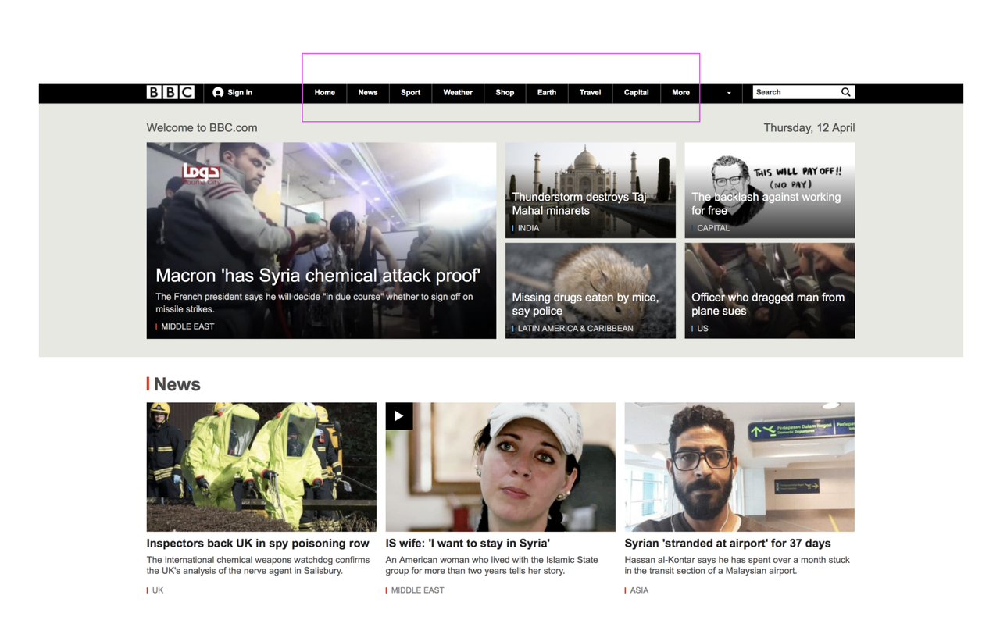 BBC
Sign in
Home
News
Sport
Weather
Shop
Earth
Travel
Capital
More
Search
Welcome to BBC.com
Thursday, 12 April
دوما
Douma City
Macron 'has Syria chemical attack proof'
The French president says he will decide "in due course" whether to sign off on
missile strikes.
MIDDLE EAST
Thunderstorm destroys Taj
Mahal minarets
INDIA
THIS WILL PAY OFF!!
(NO PAY)
The backlash against working
for free
CAPITAL
Missing drugs eaten by mice,
say police
LATIN AMERICA & CARIBBEAN
Officer who dragged man from
plane sues
US
News
Inspectors back UK in spy poisoning row
The international chemical weapons watchdog confirms
the UK's analysis of the nerve agent in Salisbury.
UK
IS wife: 'I want to stay in Syria'
An American woman who lived with the Islamic State
group for more than two years tells her story.
MIDDLE EAST
Perlepasan Dalam Negeri
Domestic Departures
Syrian 'stranded at airport' for 37 days
Hassan al-Kontar says he has spent over a month stuck
in the transit section of a Malaysian airport.
ASIA